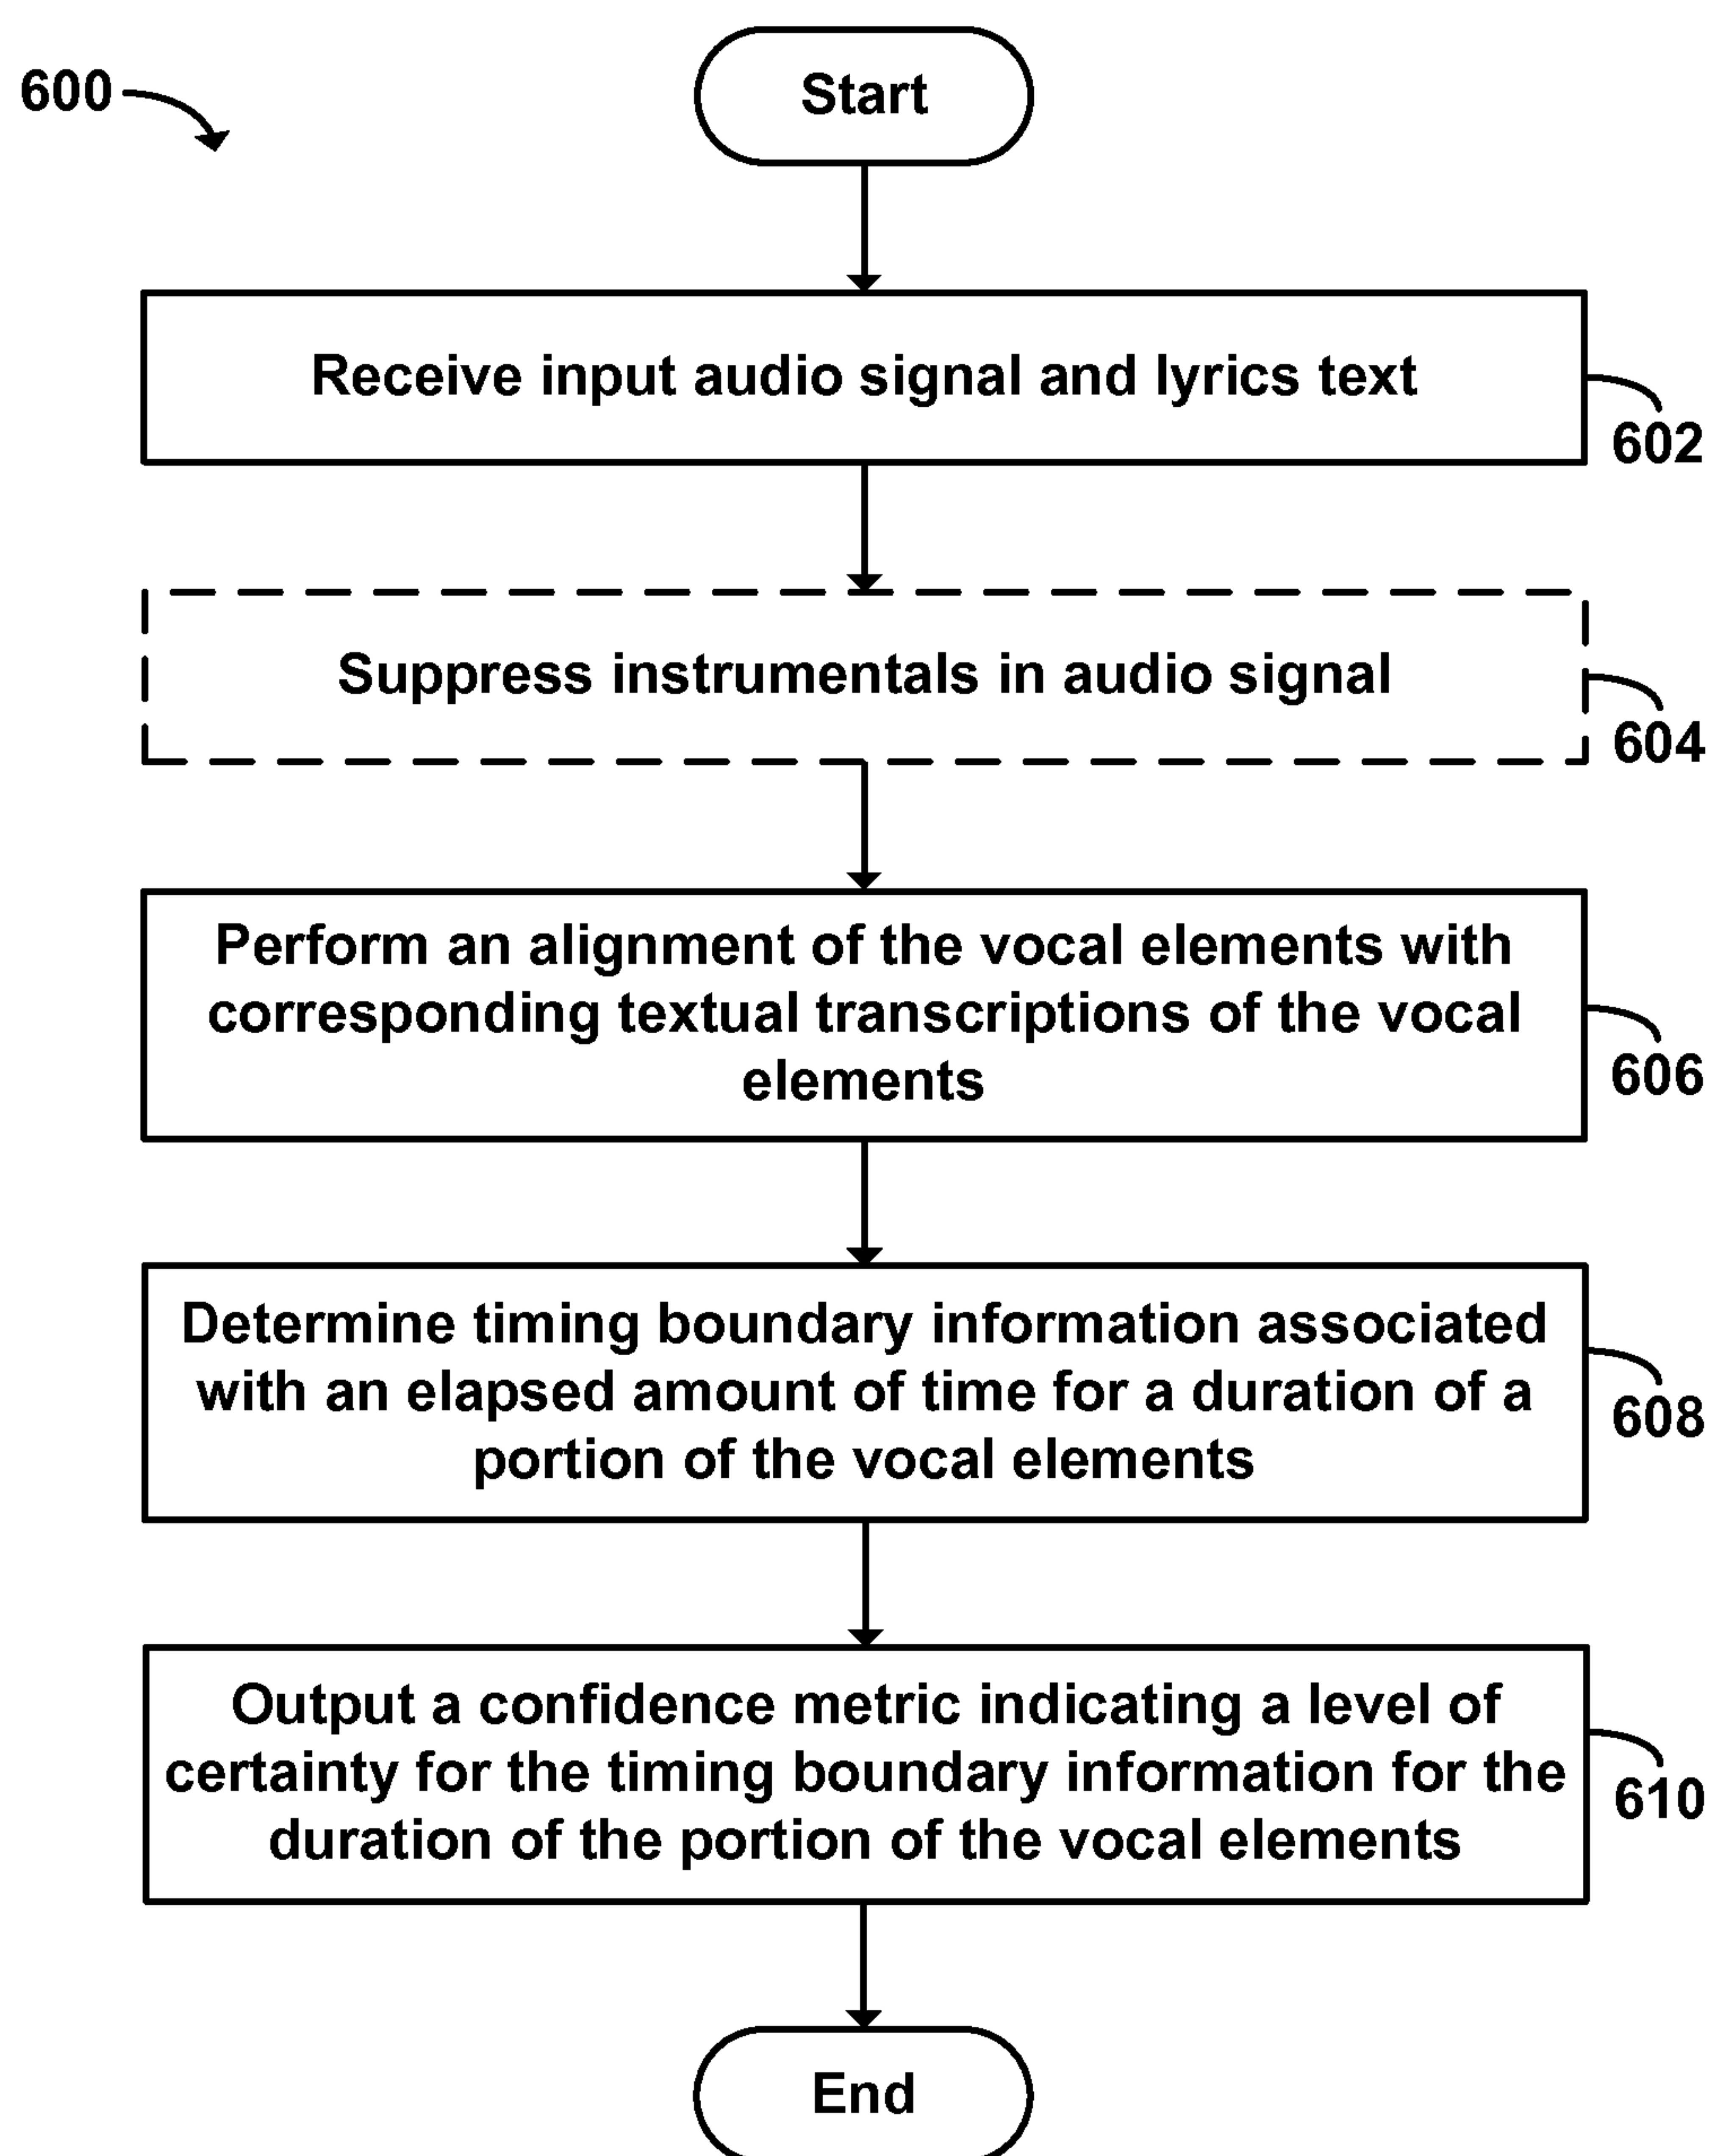 600
Start
Receive input audio signal and lyrics text
602
Suppress instrumentals in audio signal
604
Perform an alignment of the vocal elements with
corresponding textual transcriptions of the vocal
elements
606
Determine timing boundary information associated
with an elapsed amount of time for a duration of a
portion of the vocal elements
608
Output a confidence metric indicating a level of
certainty for the timing boundary information for the
duration of the portion of the vocal elements
610
End